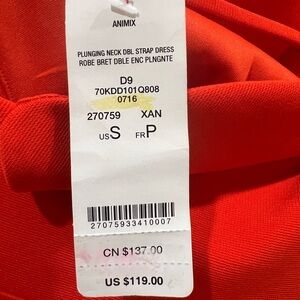 ANIMIX
PLUNGING NECK DBL STRAP DRESS
ROBE BRET DBLE ENC PLNGNTE
D9
70KDD101Q808
0716
270759 XAN
US S FR P
27075933410007
CN $137.00
US $119.00